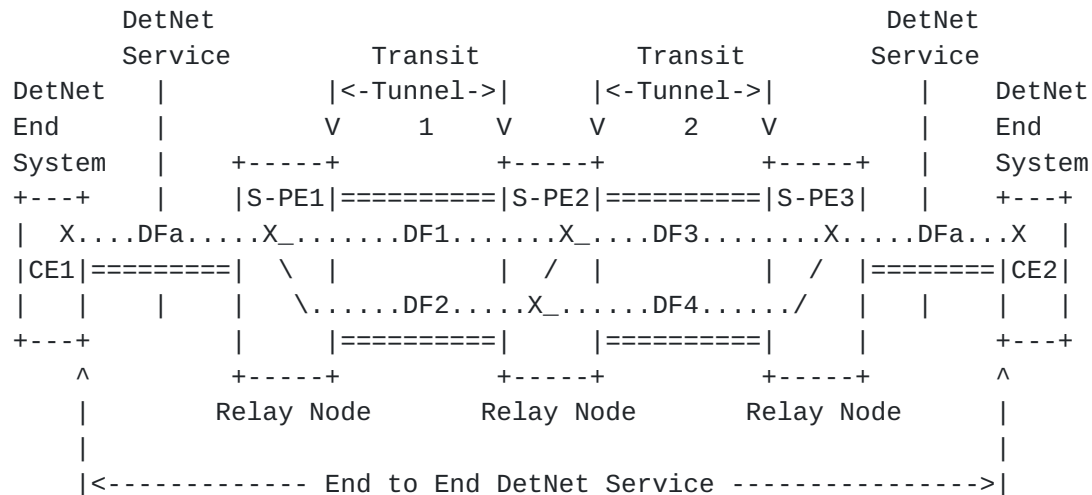 DetNet                                             DetNet
         Service         Transit          Transit          Service
  DetNet    |           |<-Tunnel->|     |<-Tunnel->|         |    DetNet
  End       |           V     1    V     V     2    V         |    End
  System    |     +-----+          +-----+          +-----+   |    System
  +---+     |     |S-PE1|==========|S-PE2|==========|S-PE3|   |    +---+
  |  X....DFa.....X_.......DF1.......X_....DF3........X.....DFa...X  |
  |CE1|=========|  \  |          |  /  |          |  /  |========|CE2|
  |   |    |    |   \......DF2.....X_......DF4....../   |   |    |   |
  +---+         |     |==========|     |==========|     |        +---+
      ^         +-----+          +-----+          +-----+        ^
      |        Relay Node       Relay Node       Relay Node      |
      |                                                          |
      |<------------- End to End DetNet Service ---------------->|